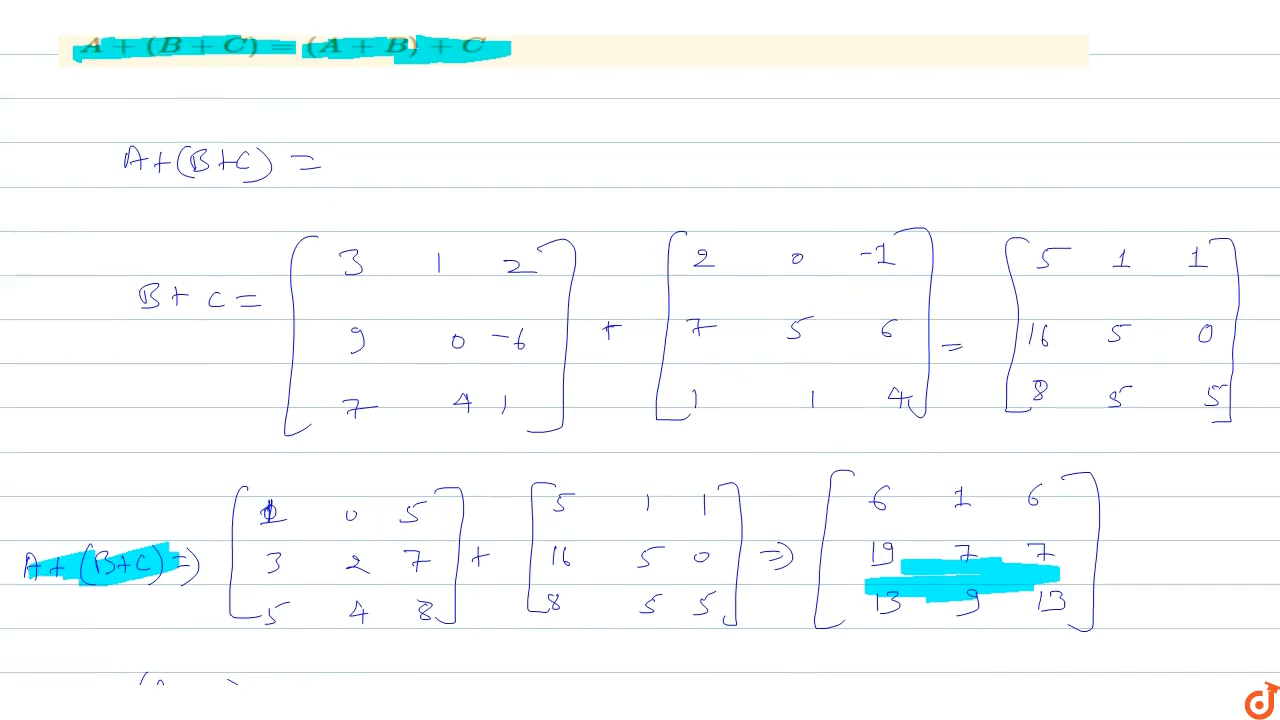 A + (B + C) = (A + B) + C
A+(B+C) =
3 1 2 2 0 -1 5 1 1
B + C = 9 0 -6 + 7 5 6 = 16 5 0
7 4 1 1 1 4 8 5 5
1 0 5 5 1 1 6 1 6
A+(B+C) => 3 2 7 + 16 5 0 => 19 7 7
5 4 8 8 5 5 13 9 13